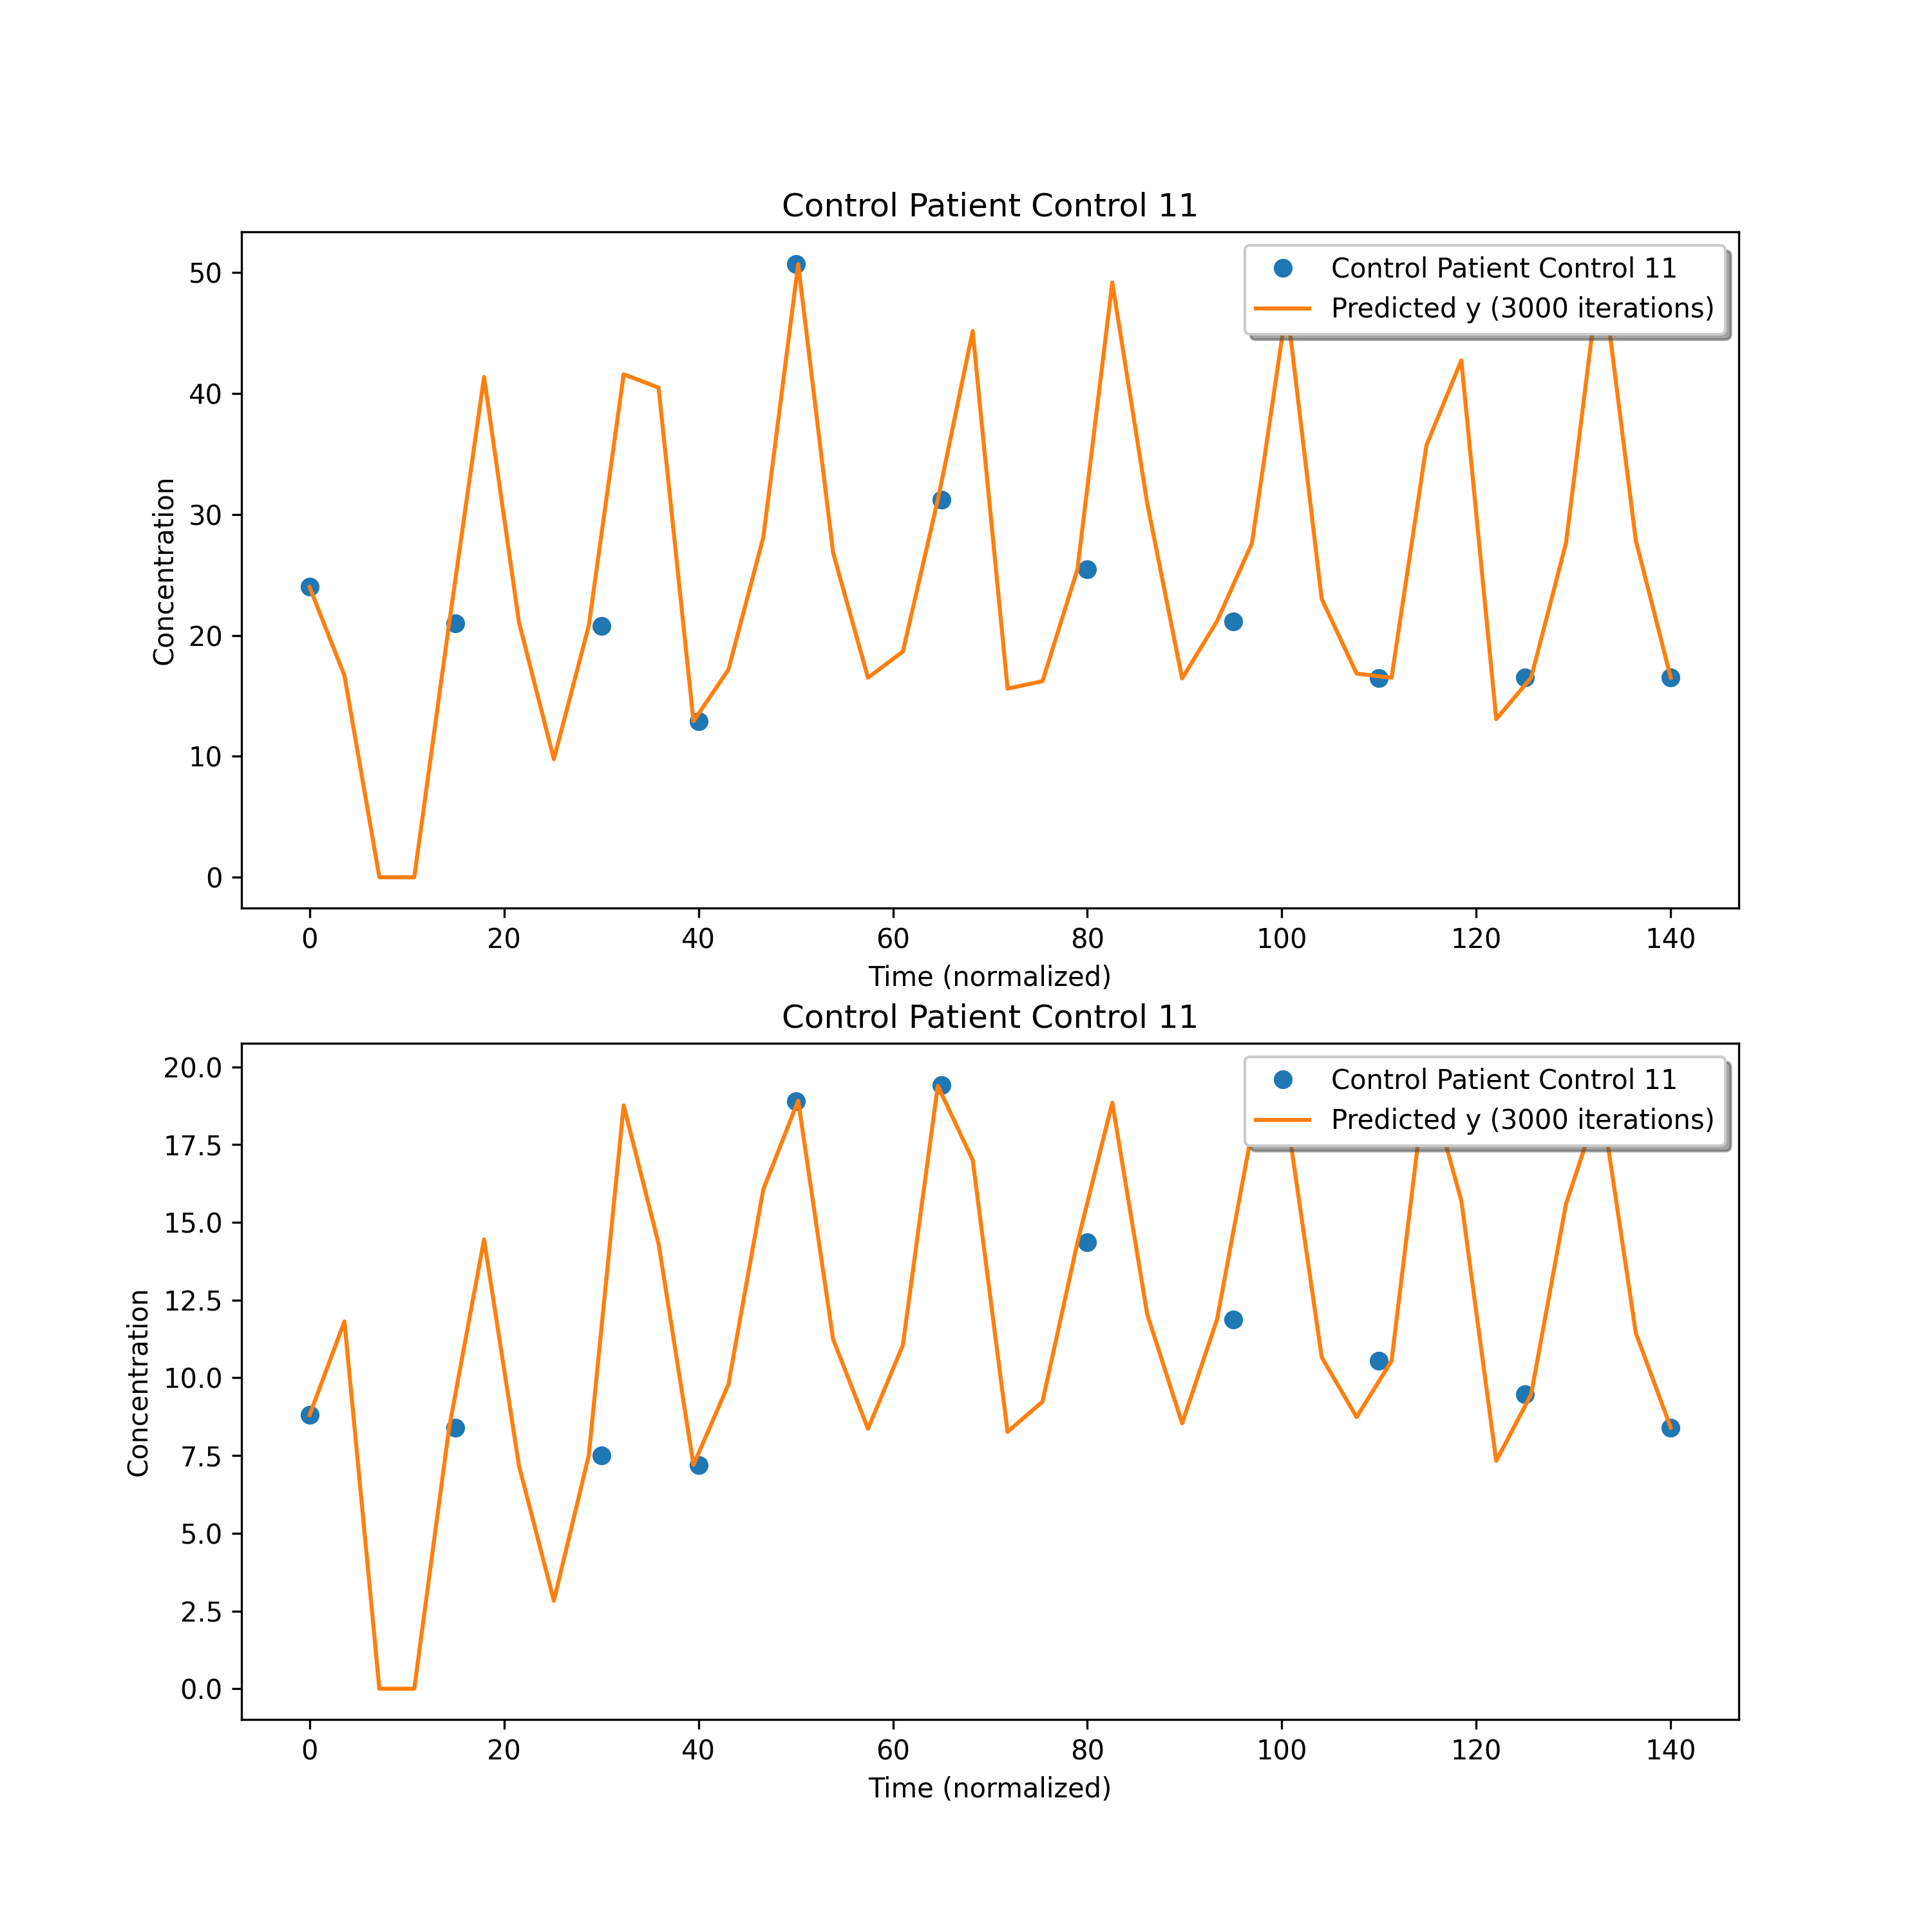 Control Patient Control 11
Control Patient Control 11
Predicted y (3000 iterations)
50
40
30
20
10
0
Concentration
0 20 40 60 80 100 120 140
Time (normalized)
Control Patient Control 11
Control Patient Control 11
Predicted y (3000 iterations)
20.0
17.5
15.0
12.5
10.0
7.5
5.0
2.5
0.0
Concentration
0 20 40 60 80 100 120 140
Time (normalized)